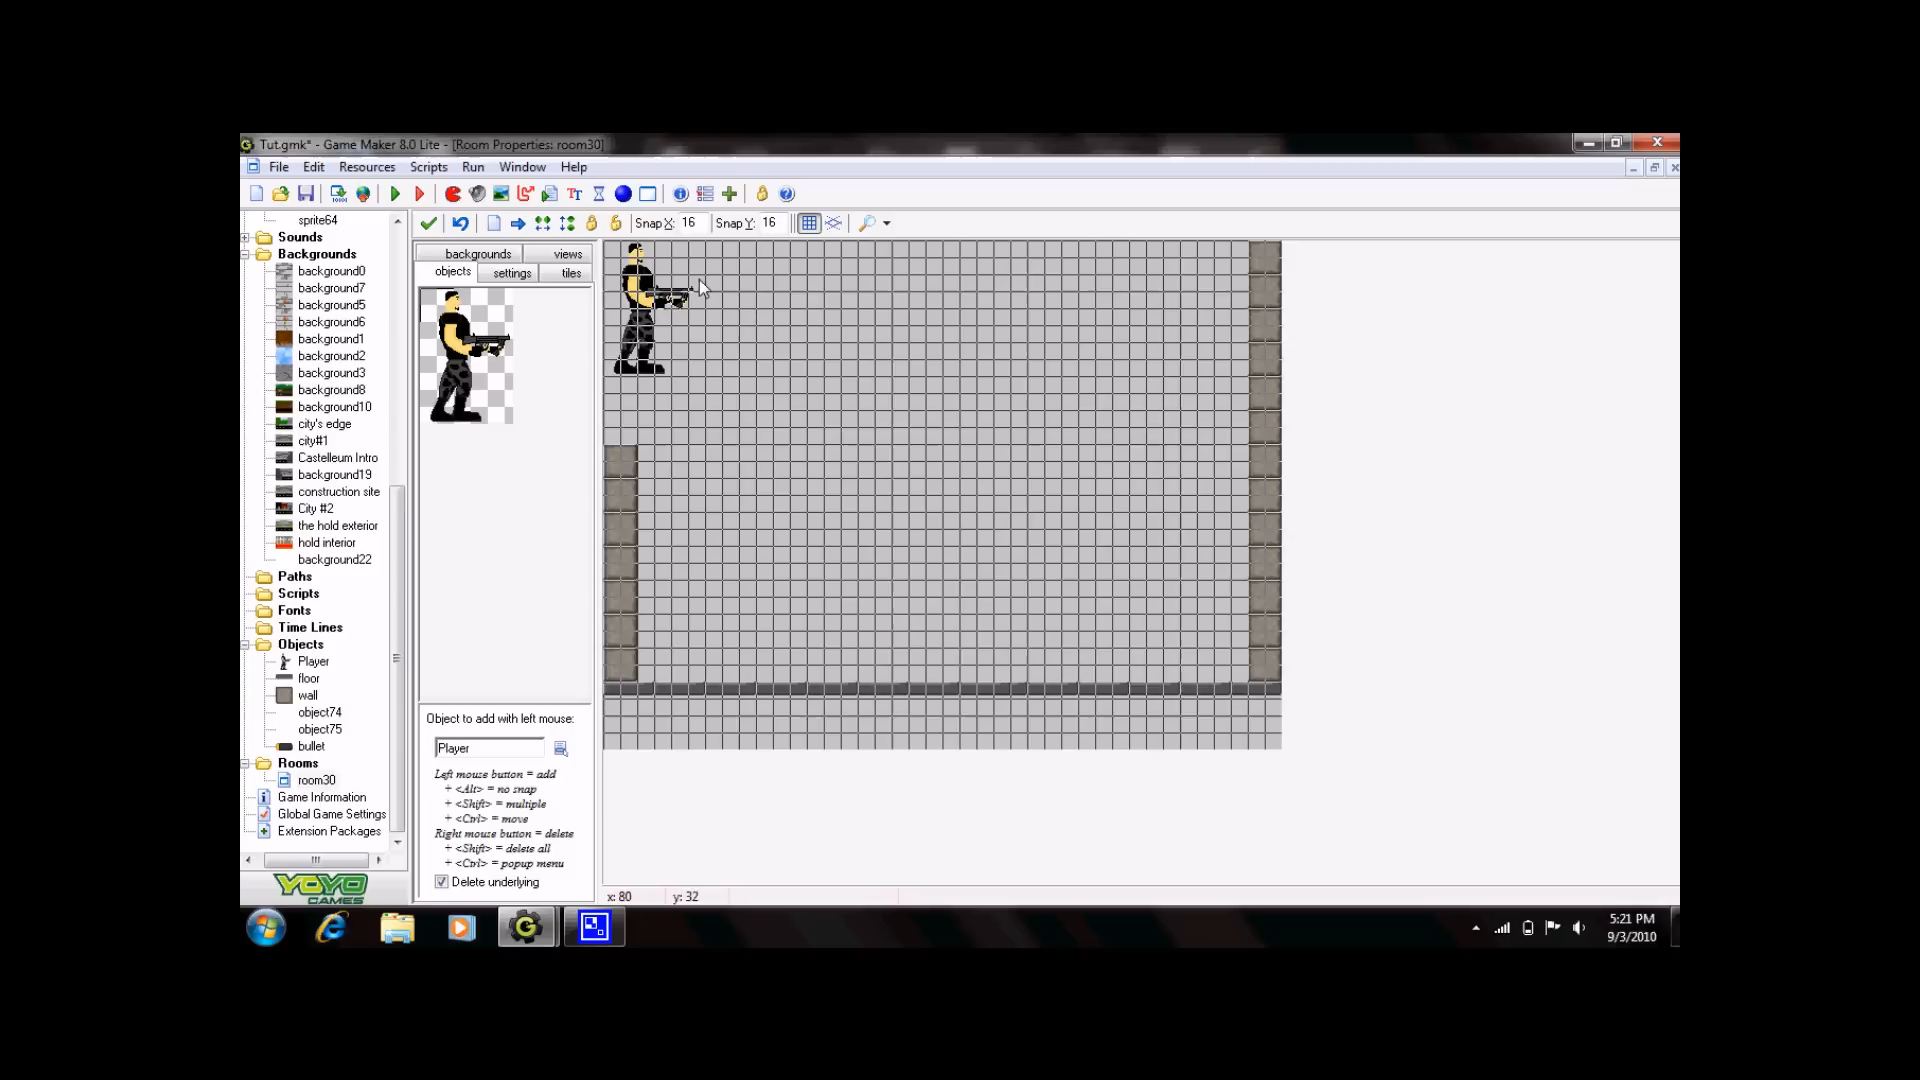 Tut.gmk* - Game Maker 8.0 Lite - [Room Properties: room30]
File Edit Resources Scripts Run Window Help
Snap X: 16 Snap Y: 16
sprite64
Sounds
Backgrounds
background0
background7
background5
background6
background1
background2
background3
background8
background10
city's edge
city#1
Castelleum Intro
background19
construction site
City #2
the hold exterior
hold interior
background22
Paths
Scripts
Fonts
Time Lines
Objects
Player
floor
wall
object74
object75
bullet
Rooms
room30
Game Information
Global Game Settings
Extension Packages
YOYO
GAMES
backgrounds views
objects settings tiles
Object to add with left mouse:
Player
Left mouse button = add
+ <Alt> = no snap
+ <Shift> = multiple
+ <Ctrl> = move
Right mouse button = delete
+ <Shift> = delete all
+ <Ctrl> = popup menu
Delete underlying
x: 80 y: 32
5:21 PM
9/3/2010